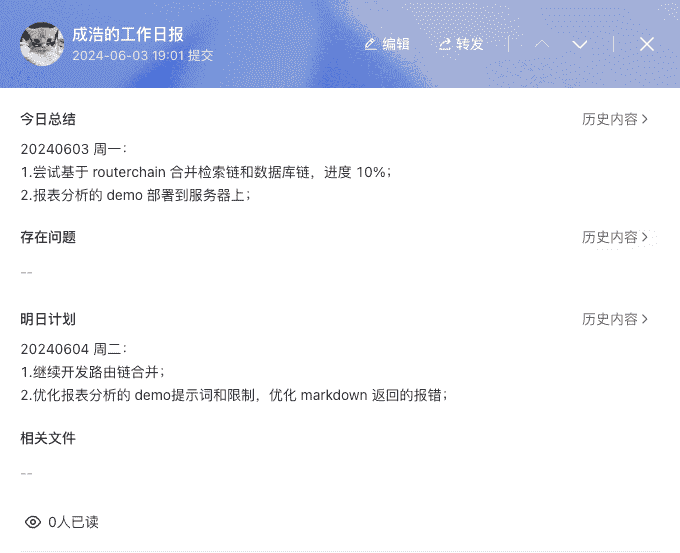 成浩的工作日报
2024-06-03 19:01 提交
编辑
转发
今日总结
历史内容
20240603 周一：
1.尝试基于 routerchain 合并检索链和数据库链，进度 10%；
2.报表分析的 demo 部署到服务器上；
存在问题
历史内容
--
明日计划
历史内容
20240604 周二：
1.继续开发路由链合并；
2.优化报表分析的 demo提示词和限制，优化 markdown 返回的报错；
相关文件
--
0人已读